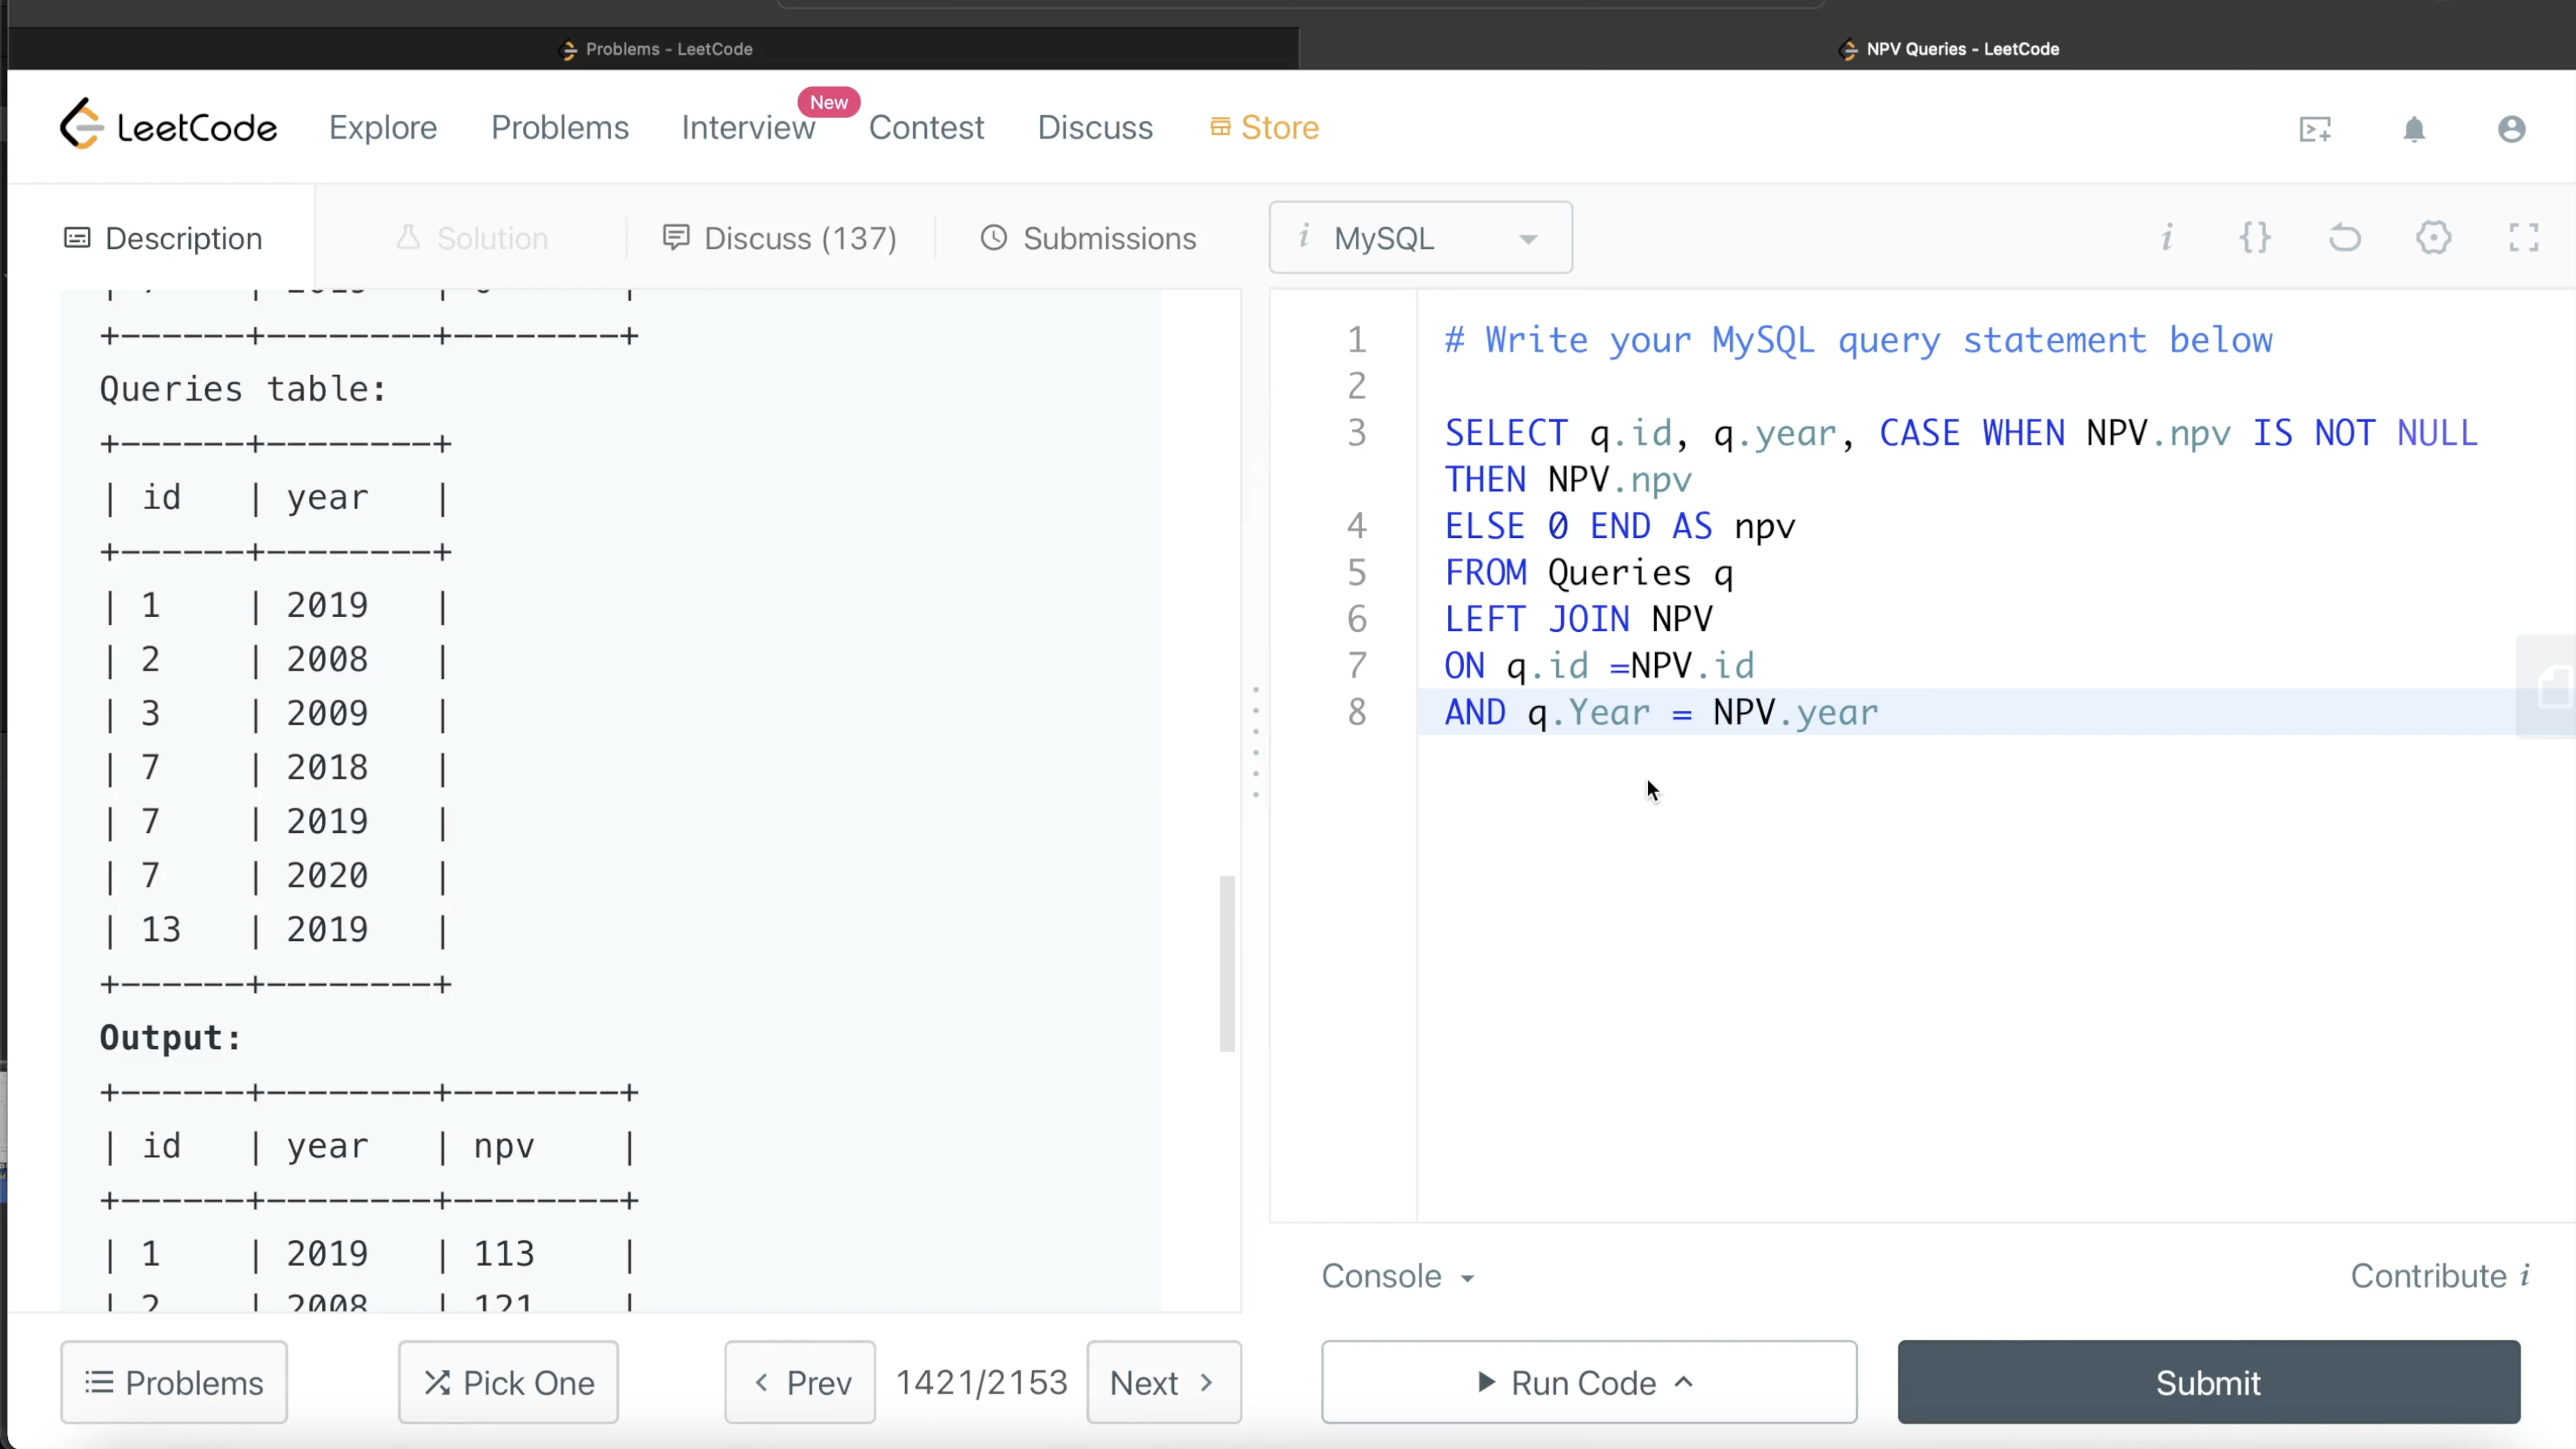 Problems - LeetCode
NPV Queries - LeetCode
LeetCode Explore Problems Interview New Contest Discuss Store
Description Solution Discuss (137) Submissions
i MySQL
+------+--------+--------+
Queries table:
+------+--------+
| id | year |
+------+--------+
| 1 | 2019 |
| 2 | 2008 |
| 3 | 2009 |
| 7 | 2018 |
| 7 | 2019 |
| 7 | 2020 |
| 13 | 2019 |
+------+--------+
Output:
+------+--------+--------+
| id | year | npv |
+------+--------+--------+
| 1 | 2019 | 113 |
| 2 | 2008 | 121 |
1 # Write your MySQL query statement below
2
3 SELECT q.id, q.year, CASE WHEN NPV.npv IS NOT NULL
THEN NPV.npv
4 ELSE 0 END AS npv
5 FROM Queries q
6 LEFT JOIN NPV
7 ON q.id =NPV.id
8 AND q.Year = NPV.year
Console
Contribute i
Problems
Pick One
Prev
1421/2153
Next
Run Code
Submit